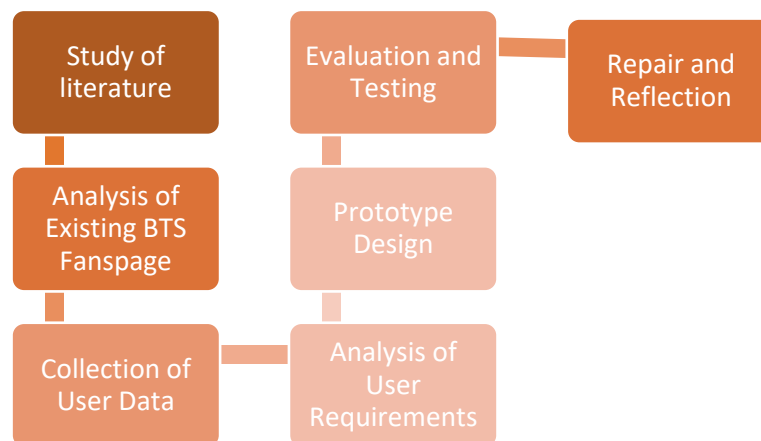 Study of
literature
Analysis of
Existing BTS
Fanspage
Collection of
User Data
Analysis of
User
Requirements
Prototype
Design
Evaluation and
Testing
Repair and
Reflection